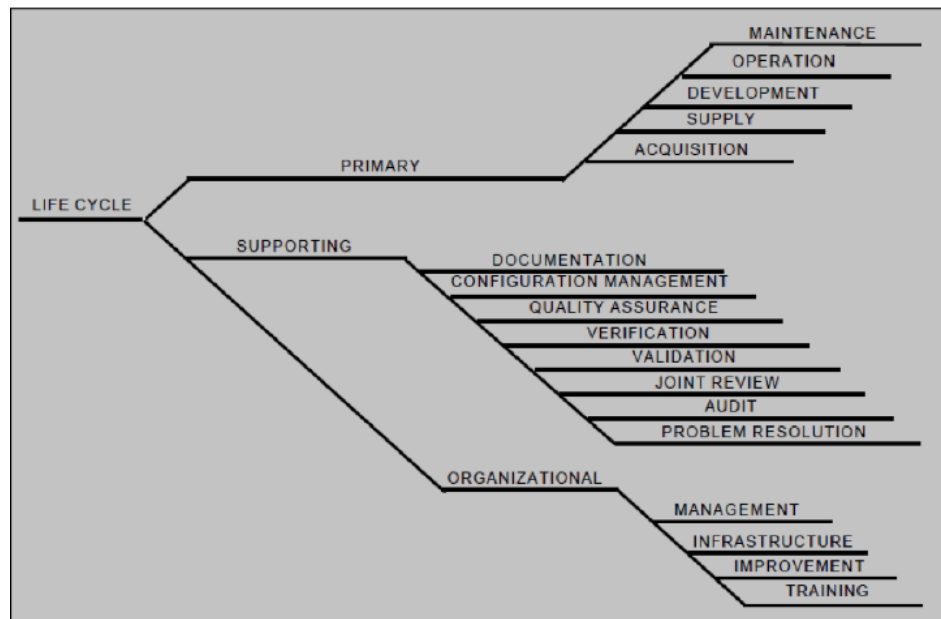 MAINTENANCE
OPERATION
DEVELOPMENT
SUPPLY
ACQUISITION
PRIMARY
LIFE CYCLE
SUPPORTING
DOCUMENTATION
CONFIGURATION MANAGEMENT
QUALITY ASSURANCE
VERIFICATION
VALIDATION
JOINT REVIEW
AUDIT
PROBLEM RESOLUTION
ORGANIZATIONAL
MANAGEMENT
INFRASTRUCTURE
IMPROVEMENT
TRAINING